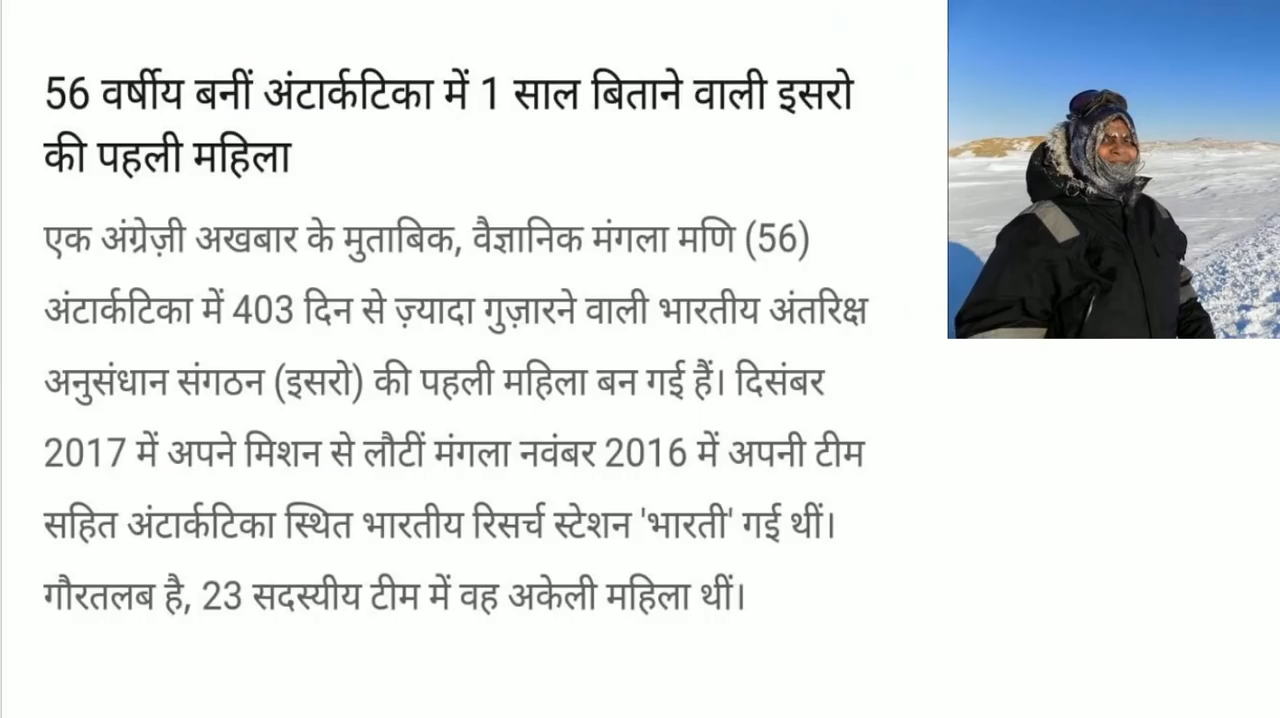 56 वर्षीय बनीं अंटार्कटिका में 1 साल बिताने वाली इसरो
की पहली महिला
एक अंग्रेज़ी अखबार के मुताबिक, वैज्ञानिक मंगला मणि (56)
अंटार्कटिका में 403 दिन से ज़्यादा गुज़ारने वाली भारतीय अंतरिक्ष
अनुसंधान संगठन (इसरो) की पहली महिला बन गई हैं। दिसंबर
2017 में अपने मिशन से लौटीं मंगला नवंबर 2016 में अपनी टीम
सहित अंटार्कटिका स्थित भारतीय रिसर्च स्टेशन 'भारती' गई थीं।
गौरतलब है, 23 सदस्यीय टीम में वह अकेली महिला थीं।